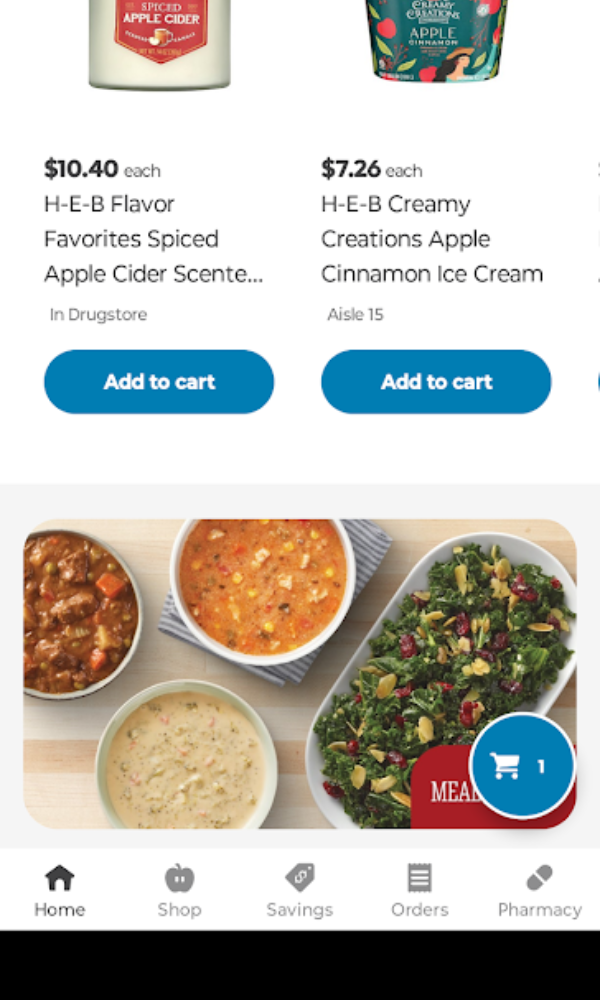 SPICED
APPLE CIDER
CREAMY
CREATIONS
APPLE
CINNAMON
$10.40 each
$7.26 each
H-E-B Flavor
Favorites Spiced
Apple Cider Scente...
H-E-B Creamy
Creations Apple
Cinnamon Ice Cream
In Drugstore
Aisle 15
Add to cart
Add to cart
MEAL
1
Home
Shop
Savings
Orders
Pharmacy